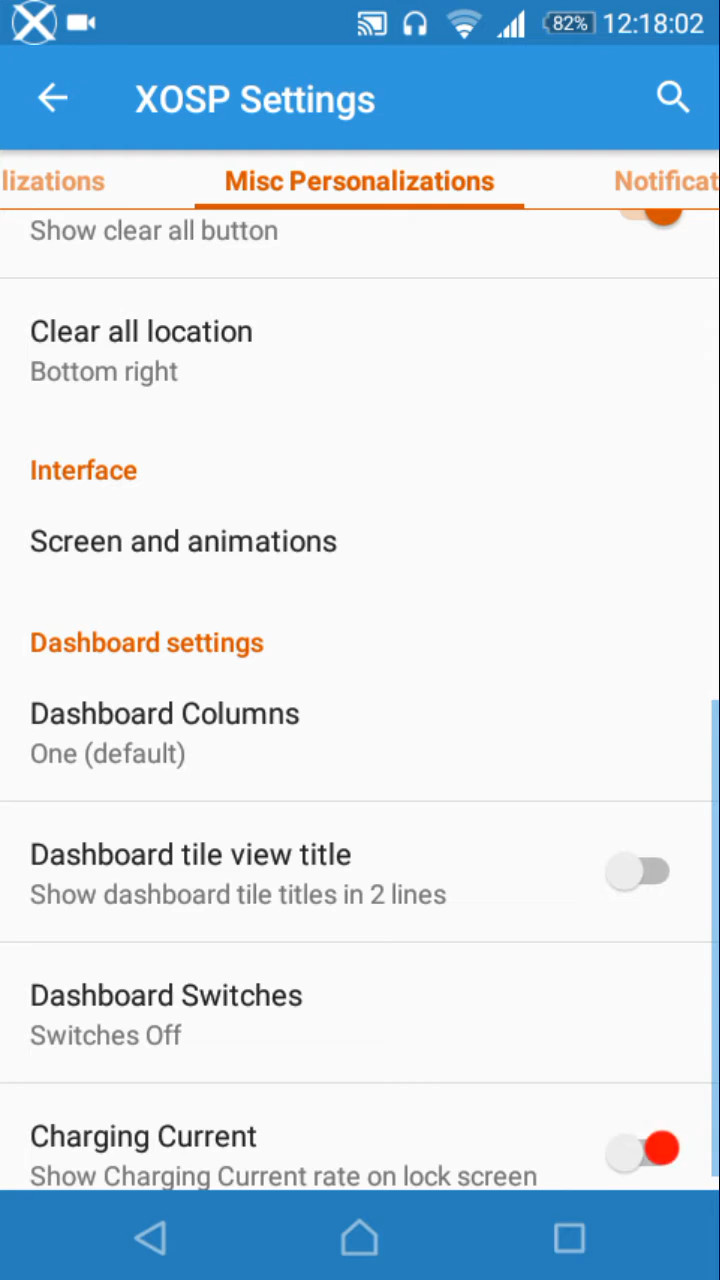 82% 12:18:02
XOSP Settings
lizations Misc Personalizations Notificat
Show clear all button
Clear all location
Bottom right
Interface
Screen and animations
Dashboard settings
Dashboard Columns
One (default)
Dashboard tile view title
Show dashboard tile titles in 2 lines
Dashboard Switches
Switches Off
Charging Current
Show Charging Current rate on lock screen